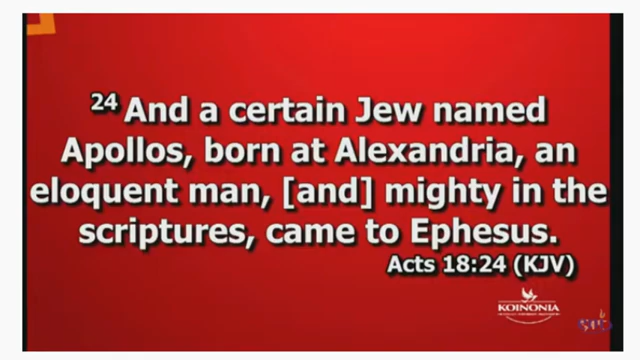 24 And a certain Jew named
Apollos, born at Alexandria, an
eloquent man, [and] mighty in the
scriptures, came to Ephesus.
Acts 18:24 (KJV)
KOINONIA